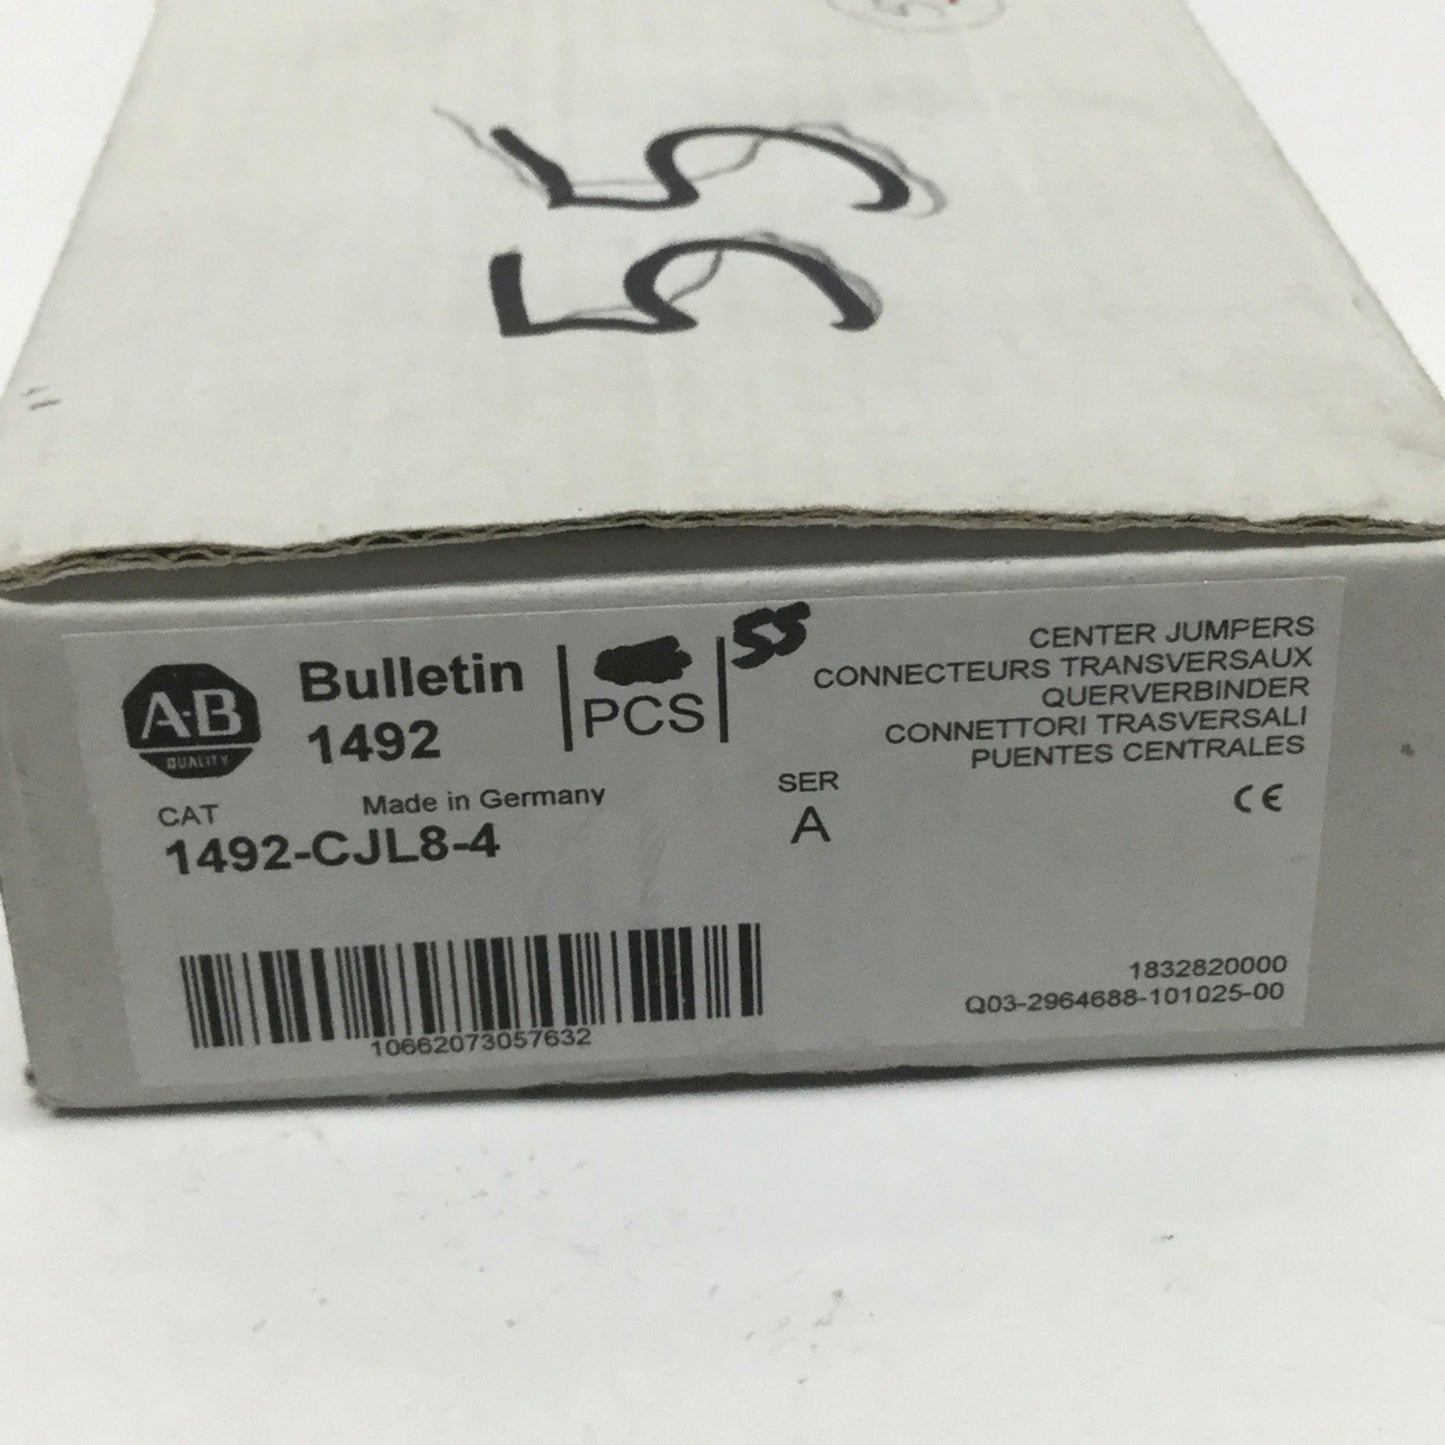 55
A-B
QUALITY
Bulletin
1492
PCS
55
CENTER JUMPERS
CONNECTEURS TRANSVERSAUX
QUERVERBINDER
CONNETTORI TRASVERSALI
PUENTES CENTRALES
CAT
Made in Germany
SER
1492-CJL8-4
A
CE
10662073057632
1832820000
Q03-2964688-101025-00